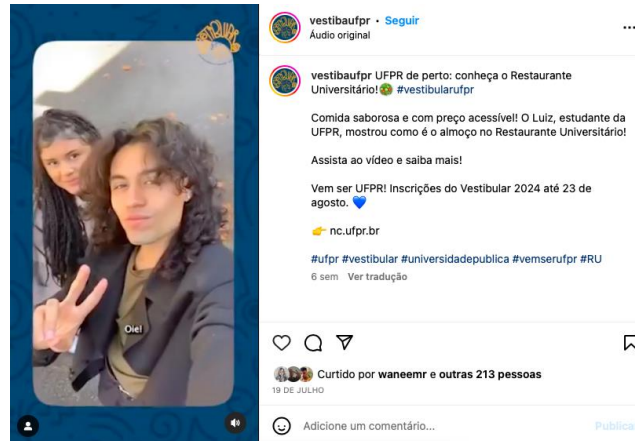 VESTIBULAR
Oie!
vestibaufpr • Seguir
Áudio original
vestibaufpr UFPR de perto: conheça o Restaurante
Universitário! #vestibularufpr
Comida saborosa e com preço acessível! O Luiz, estudante da
UFPR, mostrou como é o almoço no Restaurante Universitário!
Assista ao vídeo e saiba mais!
Vem ser UFPR! Inscrições do Vestibular 2024 até 23 de
agosto. 💙
👉 nc.ufpr.br
#ufpr #vestibular #universidadepublica #vemserufpr #RU
6 sem Ver tradução
Curtido por waneemr e outras 213 pessoas
19 DE JULHO
Adicione um comentário...
Publica